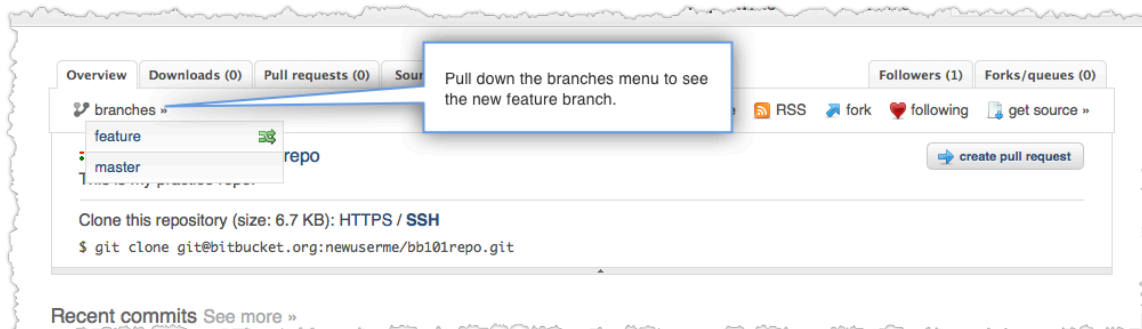 Overview Downloads (0) Pull requests (0) Sour Followers (1) Forks/queues (0)
Pull down the branches menu to see
the new feature branch.
branches » RSS fork following get source »
feature
master
repo
create pull request
Clone this repository (size: 6.7 KB): HTTPS / SSH
$ git clone git@bitbucket.org:newuserme/bb101repo.git
Recent commits See more »